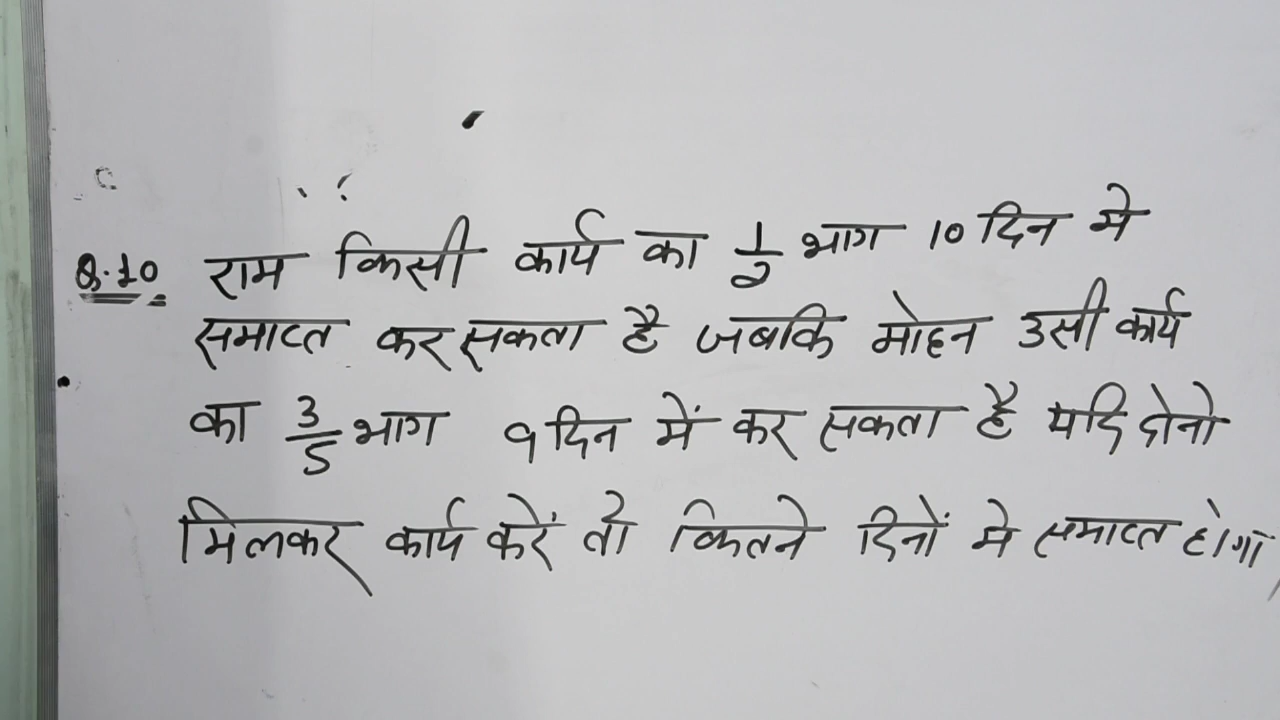 Q.10 राम किसी कार्य का 1/2 भाग 10 दिन मे
समाप्त कर सकता है जबकि मोहन उसी कार्य
का 3/5 भाग 9 दिन में कर सकता है यदि दोनो
मिलकर कार्य करें तो कितने दिनों मे समाप्त होगा